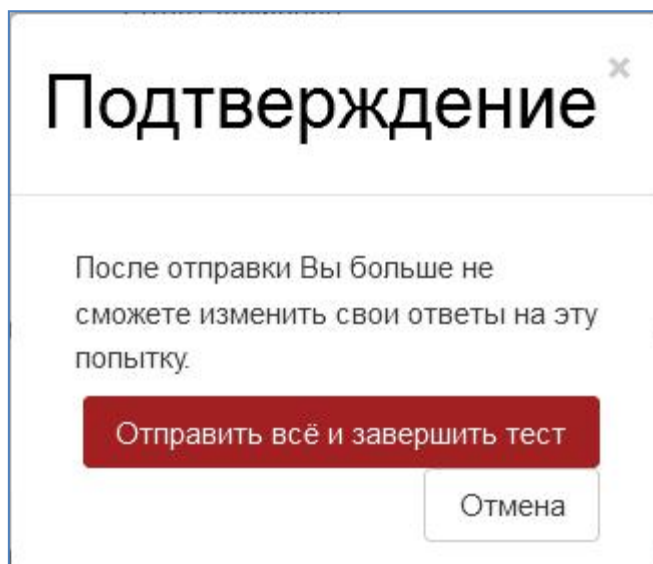 Подтверждение
×
После отправки Вы больше не
сможете изменить свои ответы на эту
попытку.
Отправить всё и завершить тест
Отмена